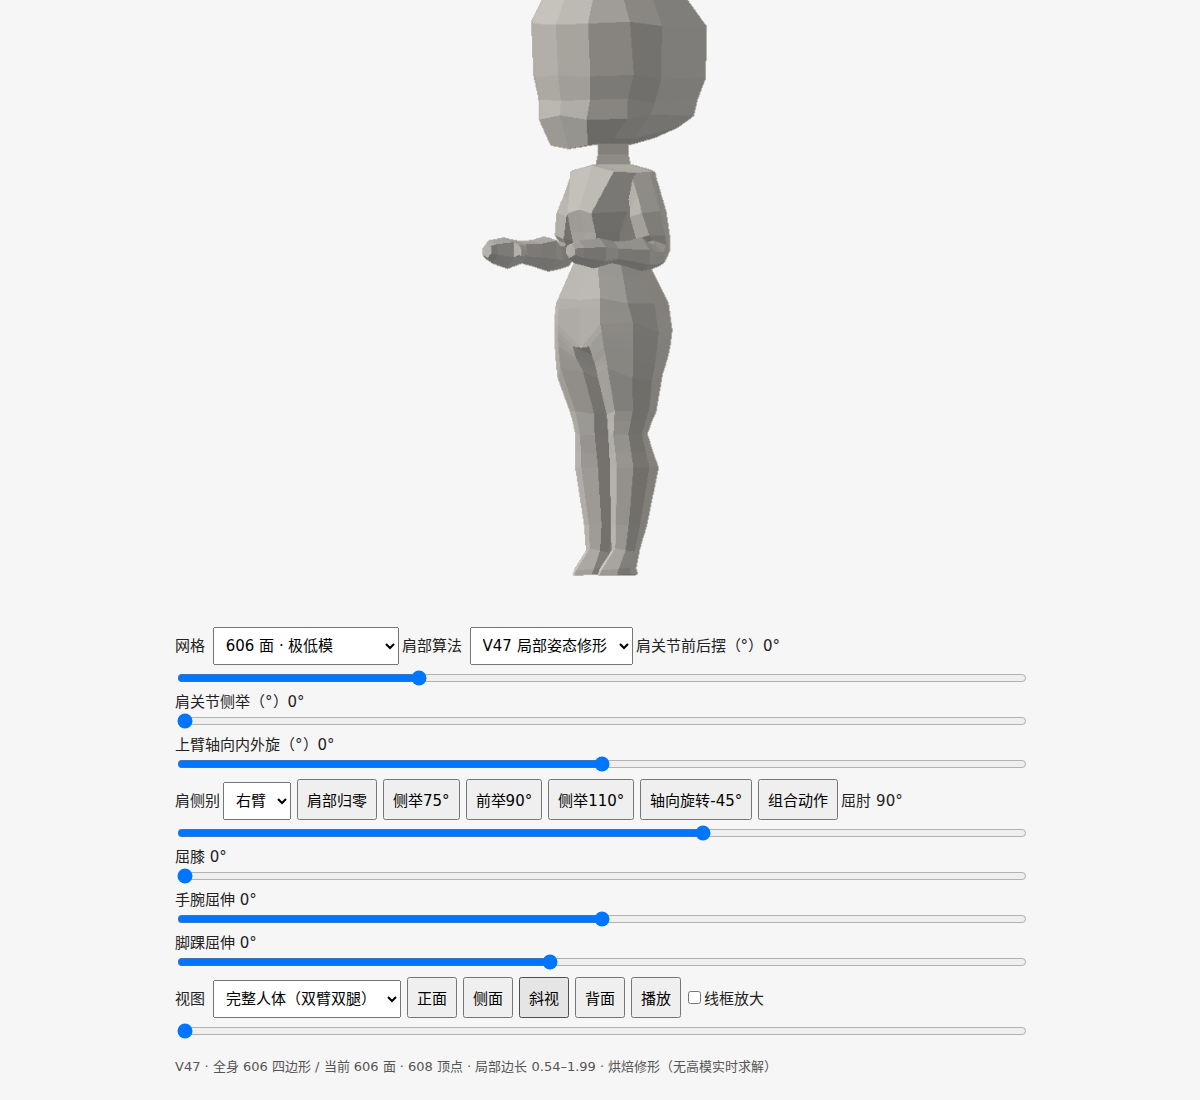 网格 606 面 · 极低模 肩部算法 V47 局部姿态修形 肩关节前后摆（°）0°
肩关节侧举（°）0°
上臂轴向内外旋（°）0°
肩侧别 右臂 肩部归零 侧举75° 前举90° 侧举110° 轴向旋转-45° 组合动作 屈肘 90°
屈膝 0°
手腕屈伸 0°
脚踝屈伸 0°
视图 完整人体（双臂双腿） 正面 侧面 斜视 背面 播放 线框放大
V47 · 全身 606 四边形 / 当前 606 面 · 608 顶点 · 局部边长 0.54–1.99 · 烘焙修形（无高模实时求解）